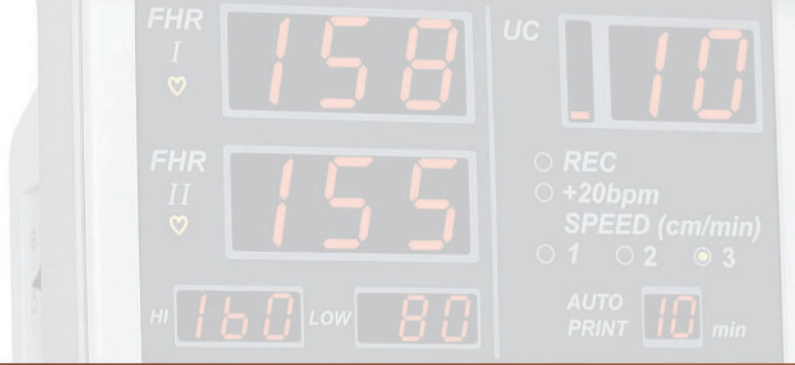 FHR
I
158
UC
10
FHR
II
155
REC
+20bpm
SPEED (cm/min)
1 2 3
HI 160 LOW 80
AUTO
PRINT 10 min